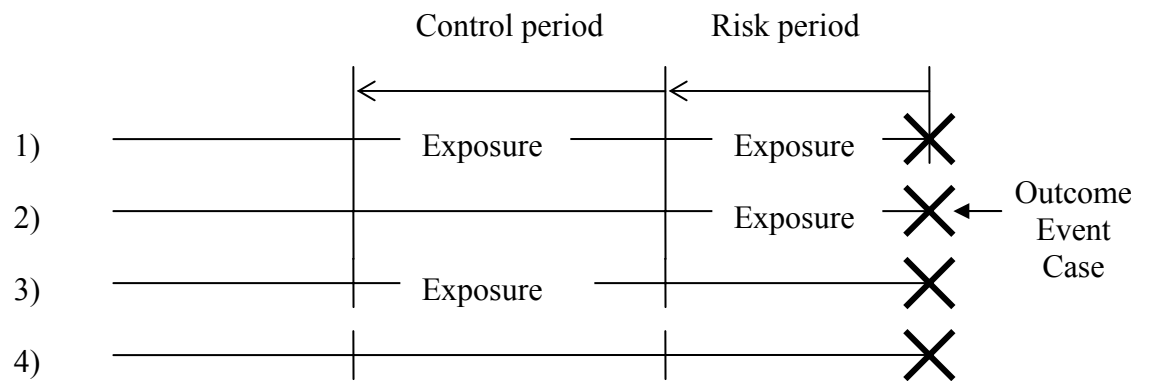 Control period Risk period
1) Exposure Exposure
2) Exposure
Outcome
Event
Case
3) Exposure
4)